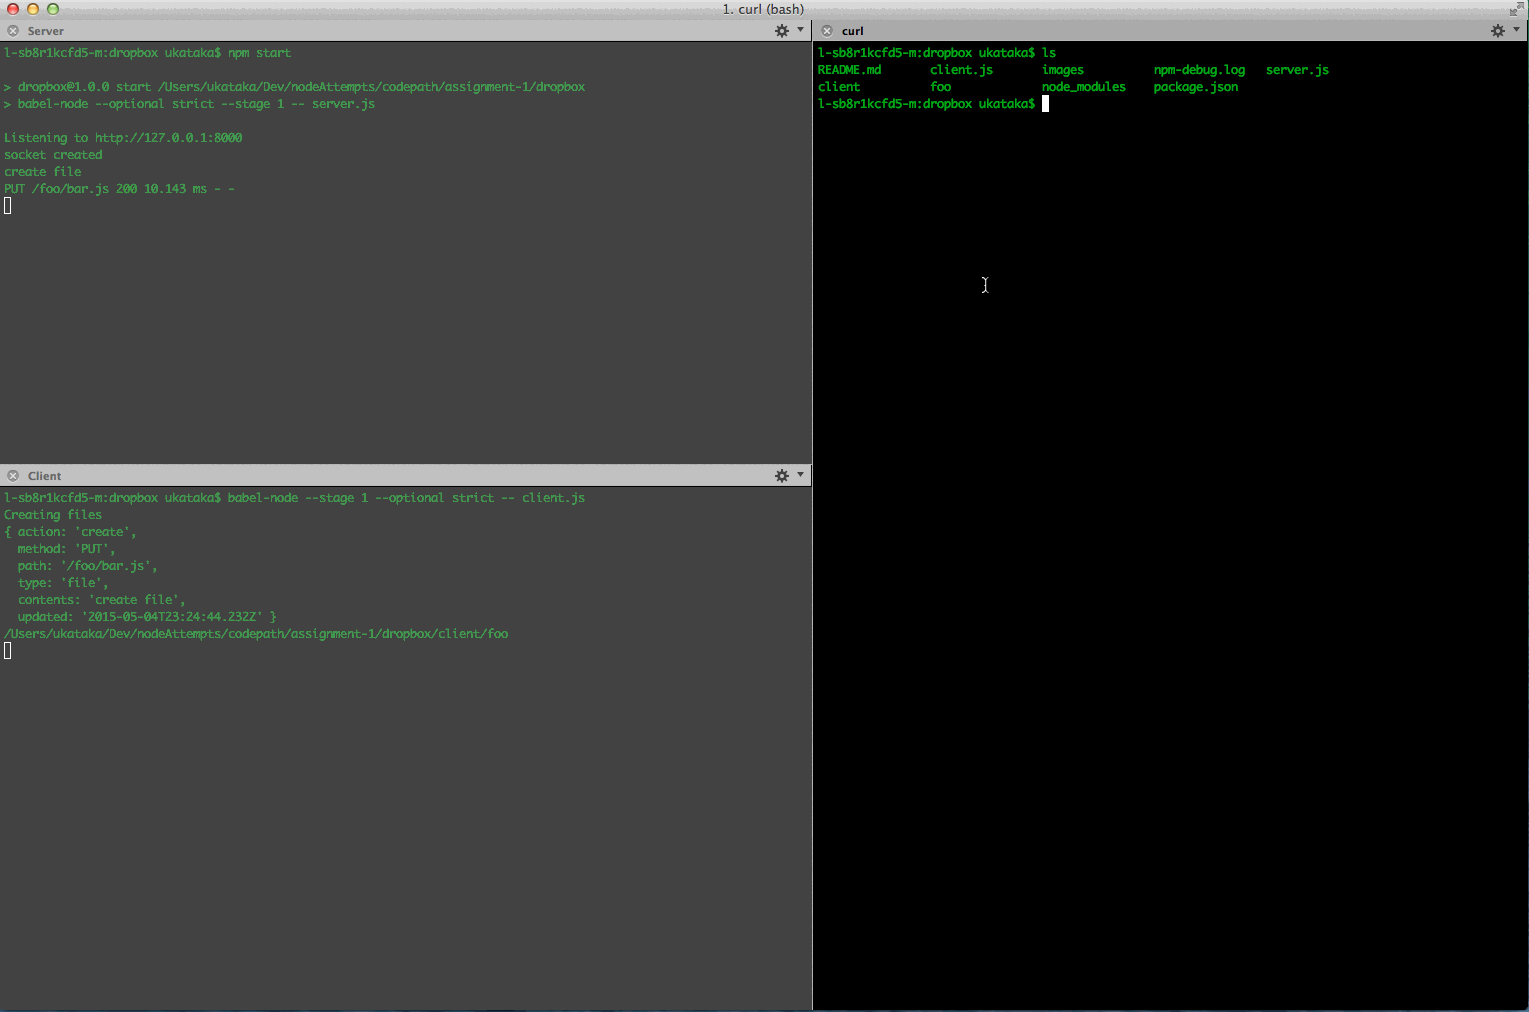 1. curl (bash)
Server
l-sb8r1kcfd5-m:dropbox ukataka$ npm start
> dropbox@1.0.0 start /Users/ukataka/Dev/nodeAttempts/codepath/assignment-1/dropbox
> babel-node --optional strict --stage 1 -- server.js
Listening to http://127.0.0.1:8000
socket created
create file
PUT /foo/bar.js 200 10.143 ms - -
Client
l-sb8r1kcfd5-m:dropbox ukataka$ babel-node --stage 1 --optional strict -- client.js
Creating files
{ action: 'create',
  method: 'PUT',
  path: '/foo/bar.js',
  type: 'file',
  contents: 'create file',
  updated: '2015-05-04T23:24:44.232Z' }
/Users/ukataka/Dev/nodeAttempts/codepath/assignment-1/dropbox/client/foo
curl
l-sb8r1kcfd5-m:dropbox ukataka$ ls
README.md       client.js       images          npm-debug.log   server.js
client          foo             node_modules    package.json
l-sb8r1kcfd5-m:dropbox ukataka$